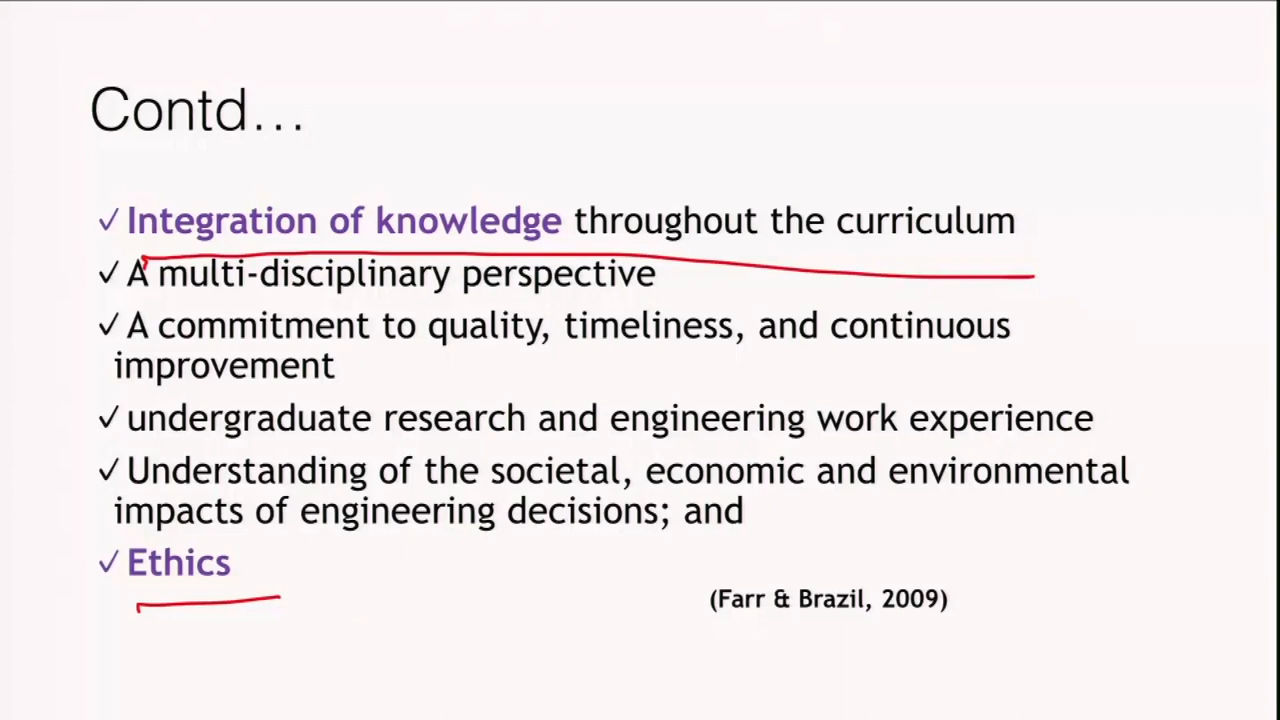 Contd...
✓ Integration of knowledge throughout the curriculum
✓ A multi-disciplinary perspective
✓ A commitment to quality, timeliness, and continuous
improvement
✓ undergraduate research and engineering work experience
✓ Understanding of the societal, economic and environmental
impacts of engineering decisions; and
✓ Ethics
(Farr & Brazil, 2009)